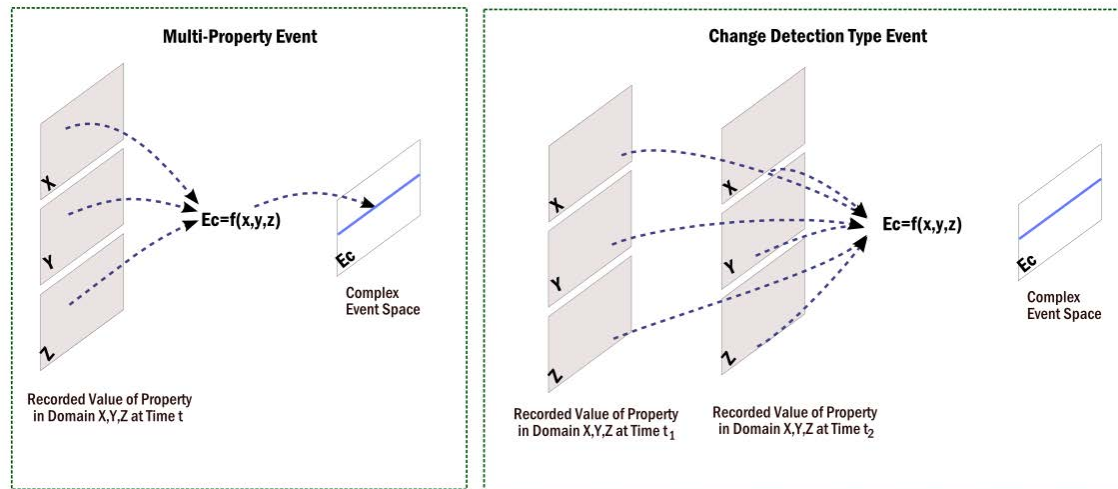 Multi-Property Event
X
Y
Z
Ec=f(x,y,z)
Ec
Complex
Event Space
Recorded Value of Property
in Domain X,Y,Z at Time t
Change Detection Type Event
X
Y
Z
X
Y
Z
Ec=f(x,y,z)
Ec
Complex
Event Space
Recorded Value of Property
in Domain X,Y,Z at Time t₁
Recorded Value of Property
in Domain X,Y,Z at Time t₂